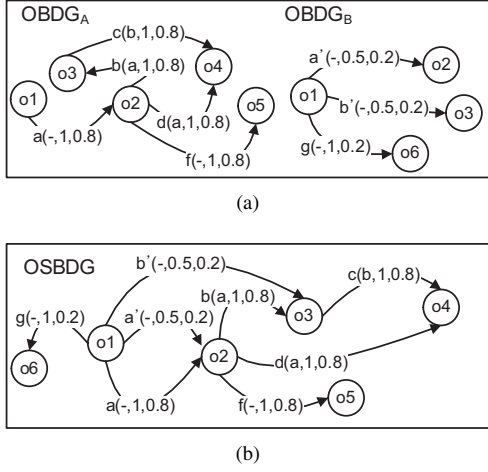 OBDG_A
c(b,1,0.8)
o3
b(a,1,0.8)
o4
o1
o2
o5
a(-,1,0.8)
d(a,1,0.8)
f(-,1,0.8)
OBDG_B
a'(-,0.5,0.2)
o2
o1
b'(-,0.5,0.2)
o3
g(-,1,0.2)
o6
(a)
OSBDG
b'(-,0.5,0.2)
c(b,1,0.8)
g(-,1,0.2)
a'(-,0.5,0.2)
b(a,1,0.8)
o3
o4
o1
o2
o6
d(a,1,0.8)
a(-,1,0.8)
f(-,1,0.8)
o5
(b)